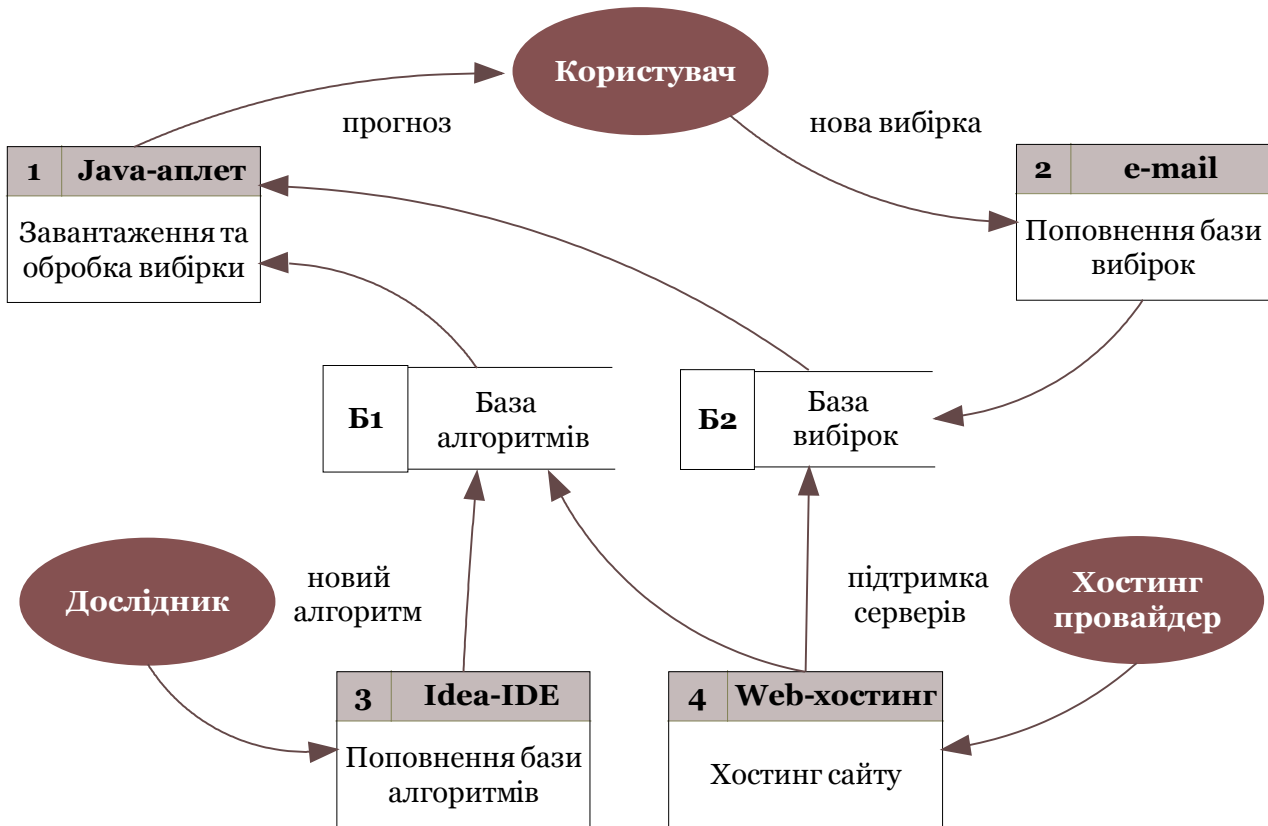 Користувач
прогноз
нова вибірка
1 Java-аплет
Завантаження та
обробка вибірки
2 e-mail
Поповнення бази
вибірок
Б1
База
алгоритмів
Б2
База
вибірок
Дослідник
новий
алгоритм
підтримка
серверів
Хостинг
провайдер
3 Idea-IDE
Поповнення бази
алгоритмів
4 Web-хостинг
Хостинг сайту